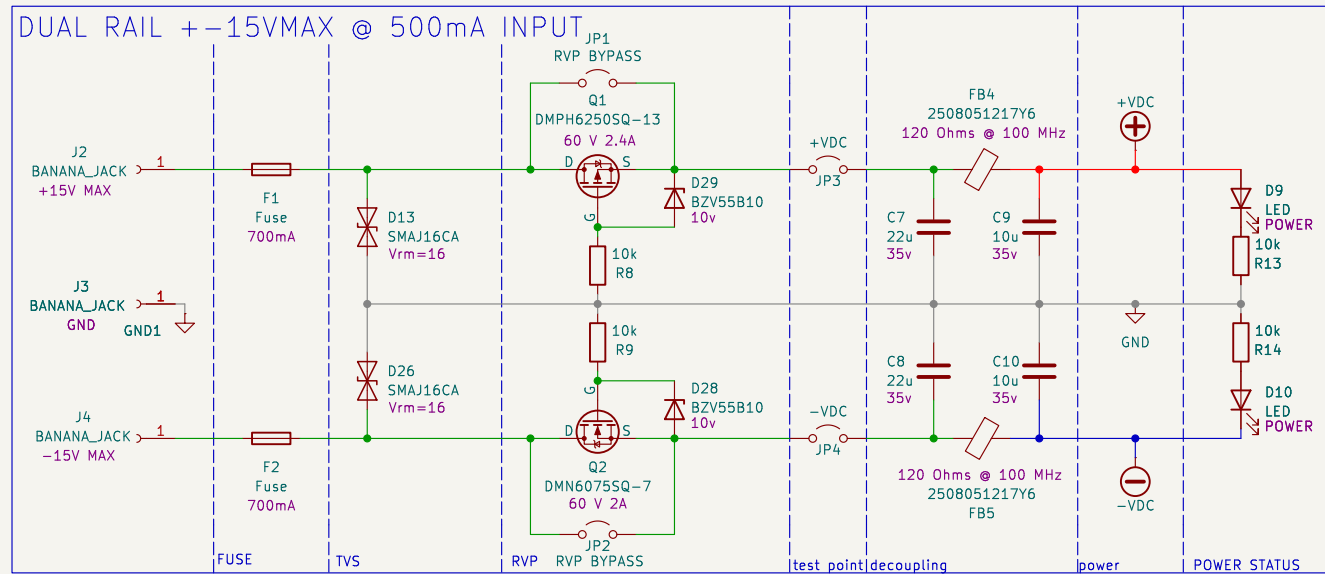 DUAL RAIL +-15VMAX @ 500mA INPUT
JP1
RVP BYPASS
Q1
DMPH6250SQ-13
60 V 2.4A
D
S
G
J2
BANANA_JACK
+15V MAX
1
F1
Fuse
700mA
D13
SMAJ16CA
Vrm=16
D29
BZV55B10
10v
10k
R8
+VDC
JP3
FB4
2508051217Y6
120 Ohms @ 100 MHz
C7
22u
35v
C9
10u
35v
+VDC
D9
LED
POWER
10k
R13
J3
BANANA_JACK
GND
1
GND1
GND
10k
R9
10k
R14
D26
SMAJ16CA
Vrm=16
G
D28
BZV55B10
10v
C8
22u
35v
C10
10u
35v
D10
LED
POWER
J4
BANANA_JACK
-15V MAX
1
F2
Fuse
700mA
D
S
Q2
DMN6075SQ-7
60 V 2A
JP2
RVP BYPASS
-VDC
JP4
120 Ohms @ 100 MHz
2508051217Y6
FB5
-VDC
FUSE
TVS
RVP
test point
decoupling
power
POWER STATUS